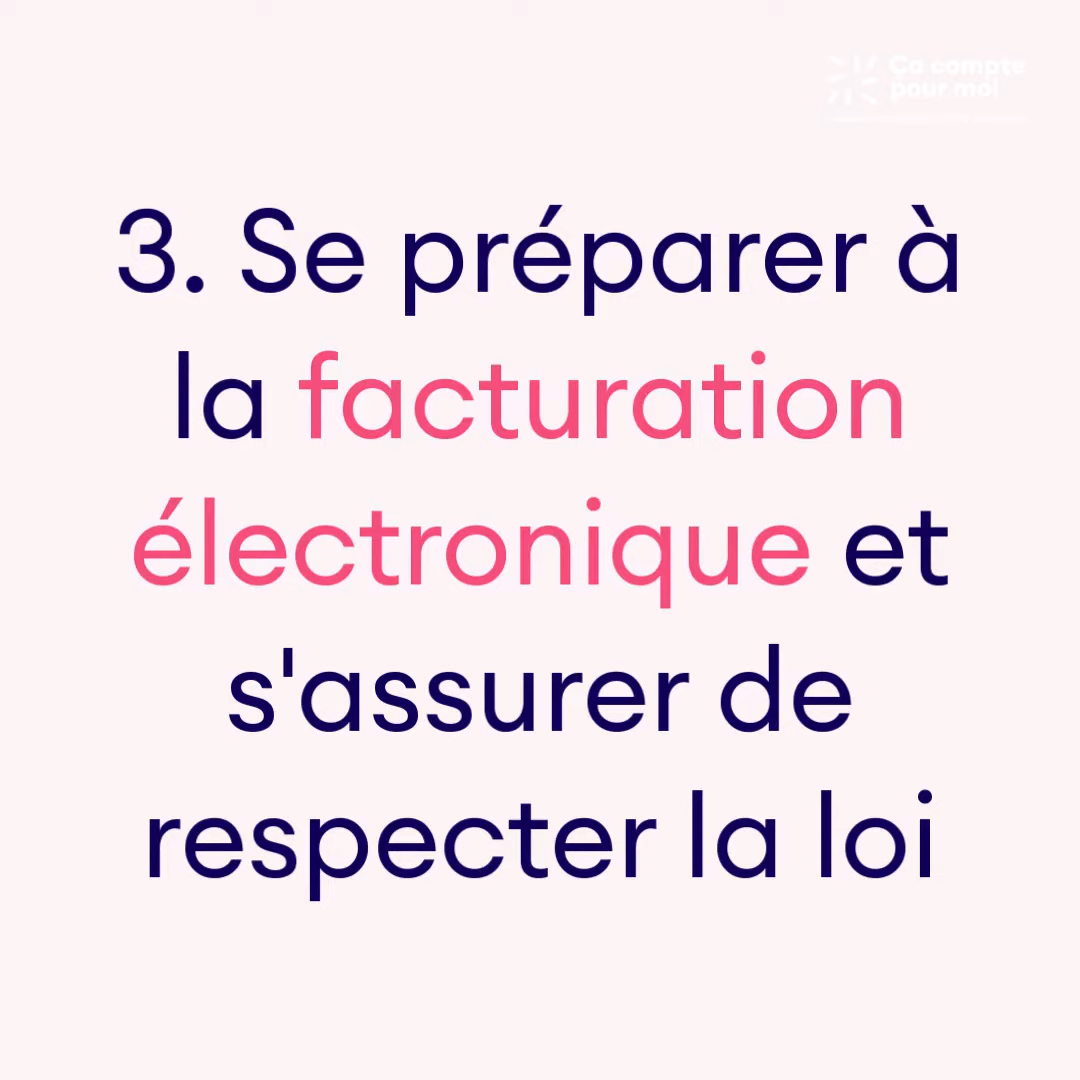 Ça compte
pour moi
3. Se préparer à
la facturation
électronique et
s'assurer de
respecter la loi